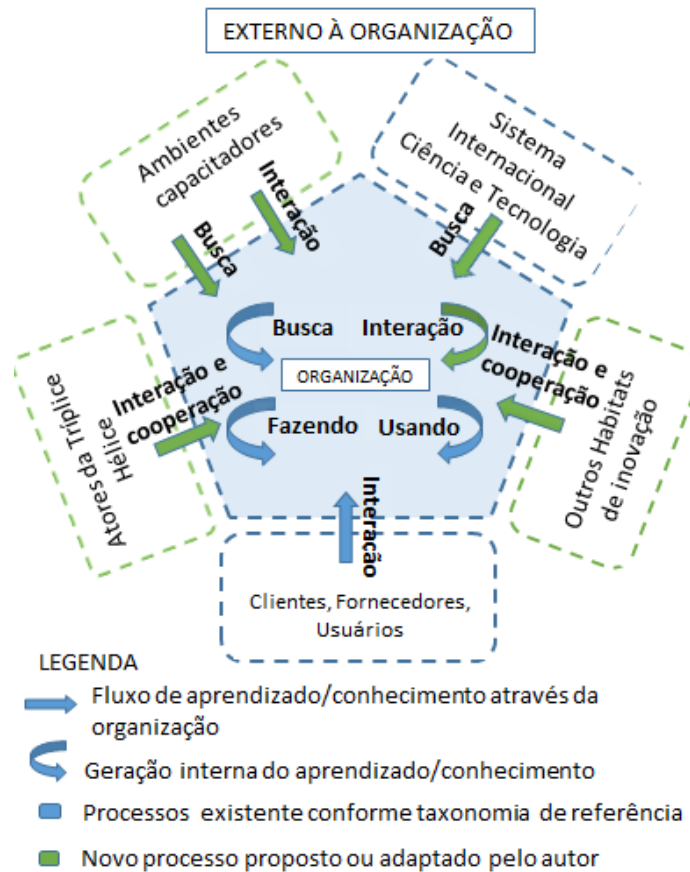 EXTERNO À ORGANIZAÇÃO
Ambientes
capacitadores
Interação
Busca
Sistema
Internacional
Ciência e Tecnologia
Busca
Busca
Interação
ORGANIZAÇÃO
Fazendo
Usando
Atores da Tríplice
Hélice
Interação e
cooperação
Interação e
cooperação
Outros Habitats
de inovação
Interação
Clientes, Fornecedores,
Usuários
LEGENDA
Fluxo de aprendizado/conhecimento através da
organização
Geração interna do aprendizado/conhecimento
Processos existente conforme taxonomia de referência
Novo processo proposto ou adaptado pelo autor